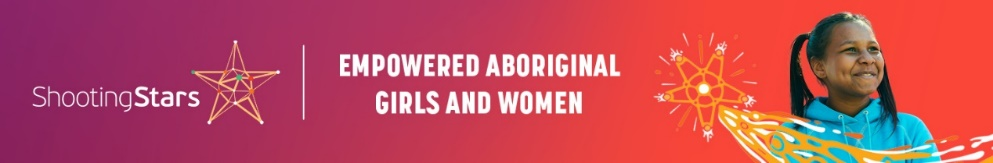 ShootingStars
EMPOWERED ABORIGINAL
GIRLS AND WOMEN